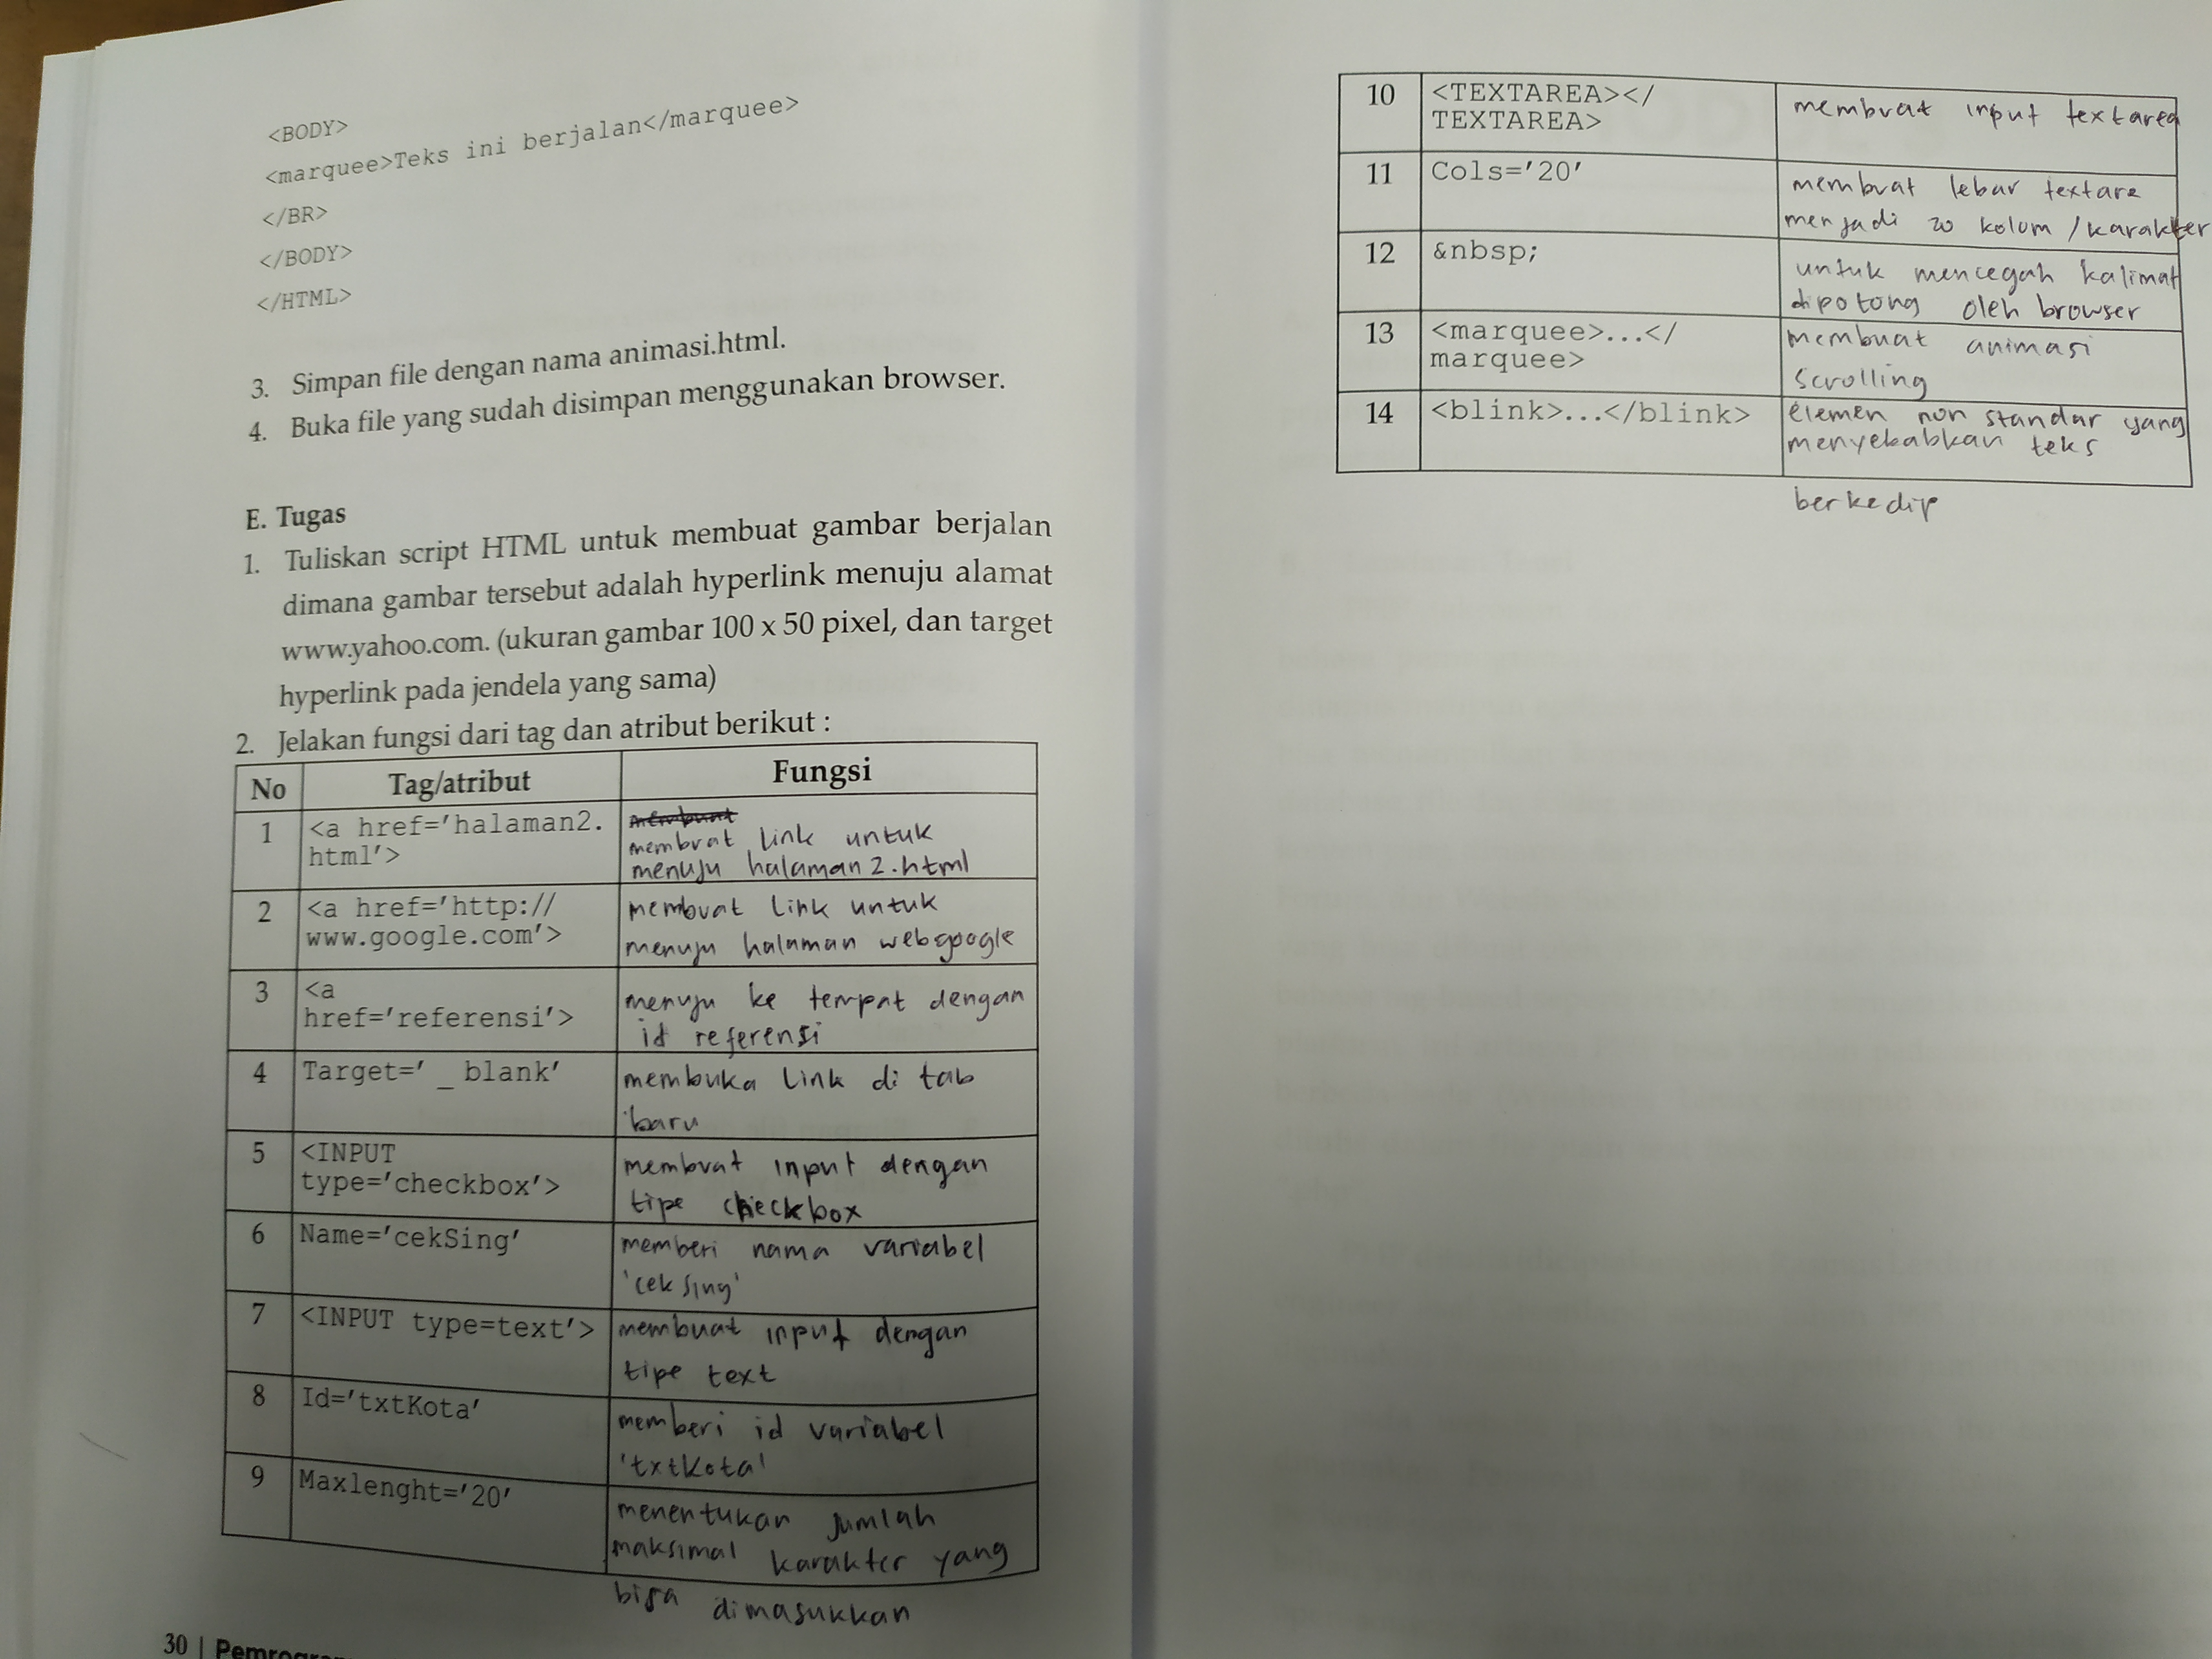 <BODY>
<marquee>Teks ini berjalan</marquee>
</BR>
</BODY>
</HTML>
3. Simpan file dengan nama animasi.html.
4. Buka file yang sudah disimpan menggunakan browser.
E. Tugas
1. Tuliskan script HTML untuk membuat gambar berjalan
dimana gambar tersebut adalah hyperlink menuju alamat
www.yahoo.com. (ukuran gambar 100 x 50 pixel, dan target
hyperlink pada jendela yang sama)
2. Jelakan fungsi dari tag dan atribut berikut :
No Tag/atribut Fungsi
1 <a href='halaman2.
html'>
membuat link untuk
menuju halaman2.html
2 <a href='http://
www.google.com'>
membuat link untuk
menuju halaman web google
3 <a
href='referensi'>
menuju ke tempat dengan
id referensi
4 Target='_blank'
membuka link di tab
baru
5 <INPUT
type='checkbox'>
membuat input dengan
tipe checkbox
6 Name='cekSing'
memberi nama variabel
'cek sing'
7 <INPUT type=text'>
membuat input dengan
tipe text
8 Id='txtKota'
memberi id variabel
'txtKota'
9 Maxlenght='20'
menentukan jumlah
maksimal karakter yang
bisa dimasukkan
30 | Pemrogram
10 <TEXTAREA></
TEXTAREA>
membuat input textarea
11 Cols='20'
membuat lebar textare
menjadi 20 kolom / karakter
12 &nbsp;
untuk mencegah kalimat
dipotong oleh browser
13 <marquee>...</
marquee>
membuat animasi
scrolling
14 <blink>...</blink>
elemen non standar yang
menyebabkan teks
berkedip